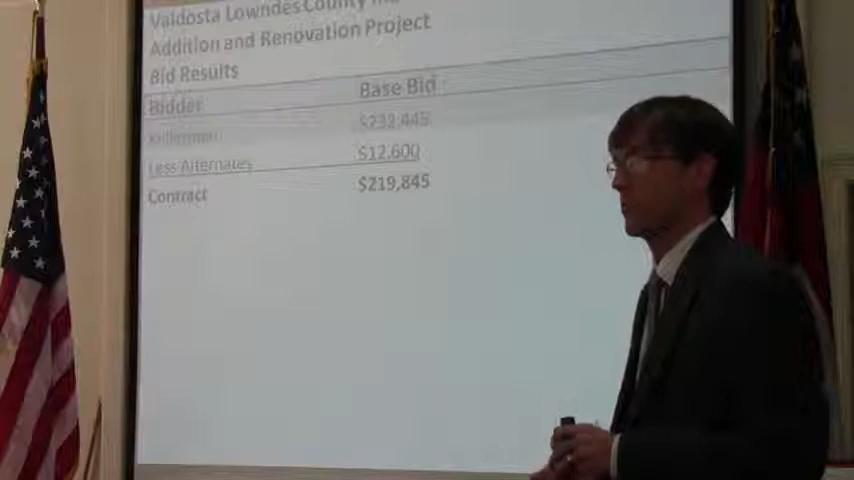 Valdosta Lowndes County
Addition and Renovation Project
Bid Results
Bidder Base Bid
$232,445
Less Alternates $12,600
Contract $219,845